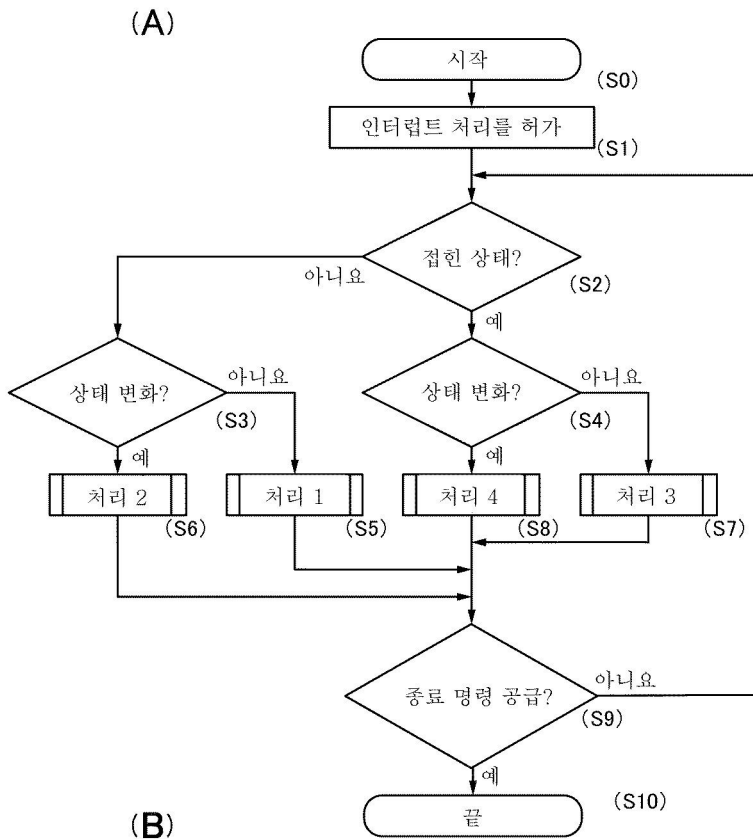 (A)
시작
(S0)
인터럽트 처리를 허가
(S1)
접힌 상태?
아니요
(S2)
예
상태 변화?
아니요
(S3)
예
상태 변화?
아니요
(S4)
예
처리 2
(S6)
처리 1
(S5)
처리 4
(S8)
처리 3
(S7)
종료 명령 공급?
아니요
(S9)
예
끝
(S10)
(B)